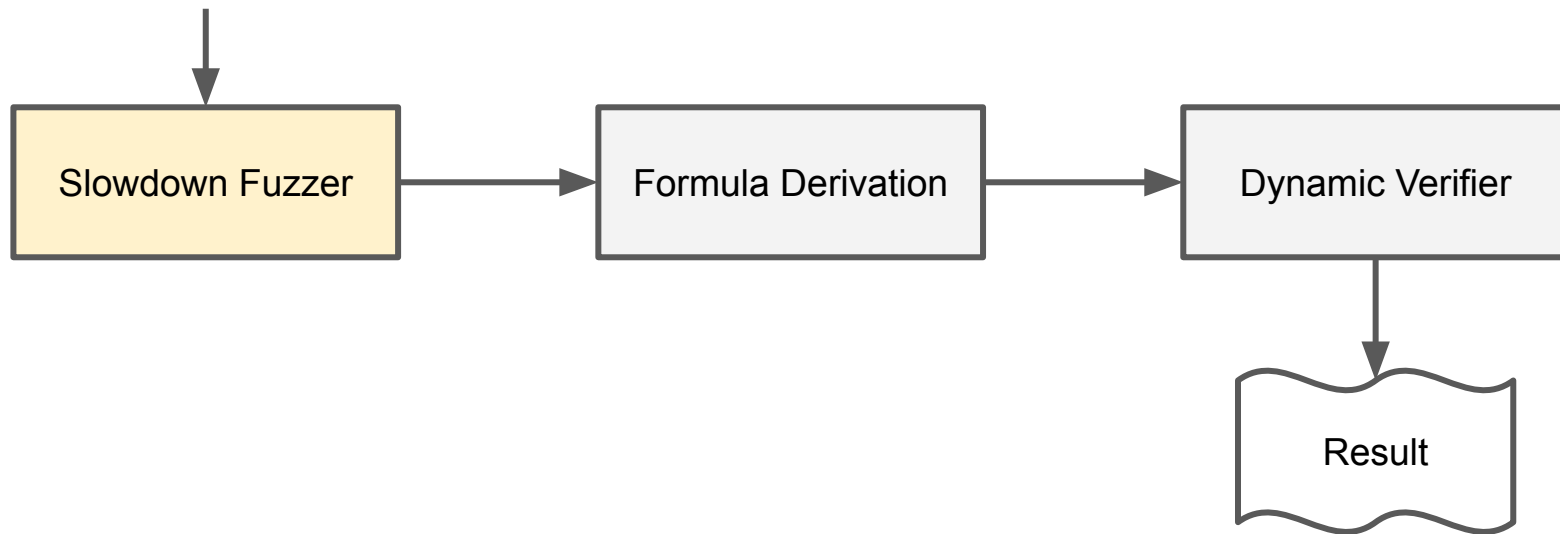 Slowdown Fuzzer
Formula Derivation
Dynamic Verifier
Result